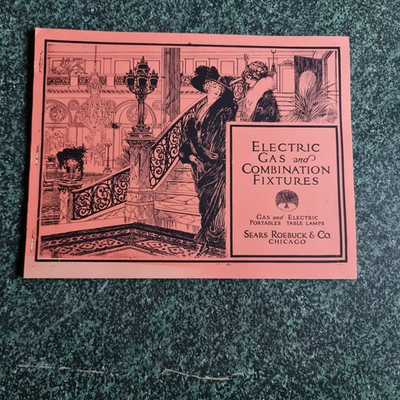 ELECTRIC
GAS and
COMBINATION
FIXTURES
GAS and ELECTRIC
PORTABLES TABLE LAMPS
SEARS ROEBUCK & CO.
CHICAGO